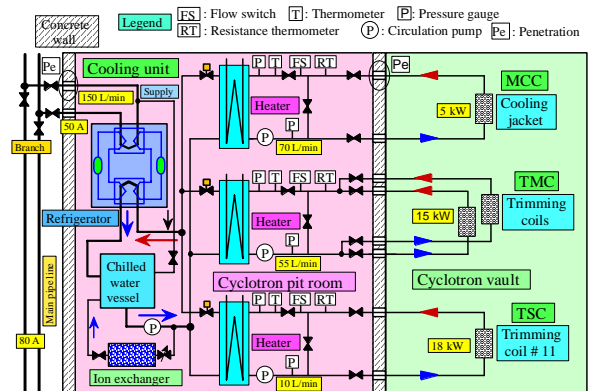 Concrete
wall
Legend
FS : Flow switch T : Thermometer P : Pressure gauge
RT : Resistance thermometer P : Circulation pump Pe : Penetration
Pe
Cooling unit
150 L/min
Supply
50 A
Branch
Refrigerator
Chilled
water
vessel
Main pipe line
80 A
P
Ion exchanger
P T FS RT
Heater
P
P
70 L/min
Pe
5 kW
MCC
Cooling
jacket
P T FS RT
Heater
P
P
55 L/min
15 kW
TMC
Trimming
coils
Cyclotron pit room
Cyclotron vault
P T FS RT
Heater
P
P
10 L/min
18 kW
TSC
Trimming
coil # 11